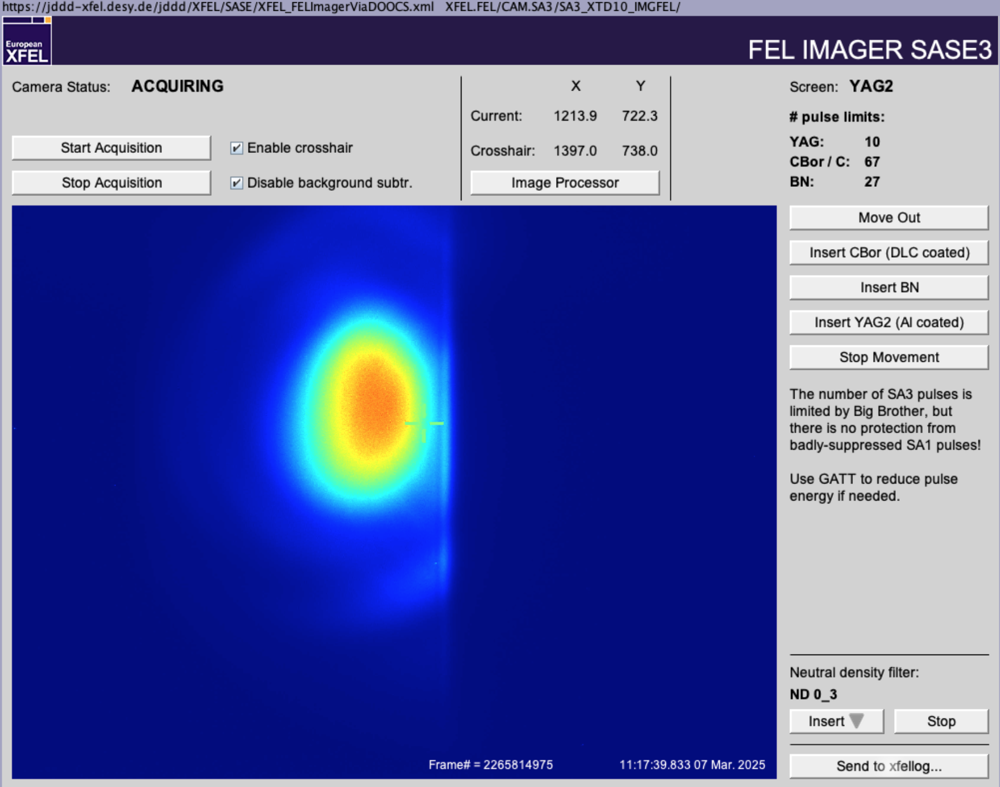 https://jddd-xfel.desy.de/jddd/XFEL/SASE/XFEL_FELImagerViaDOOCS.xml XFEL.FEL/CAM.SA3/SA3_XTD10_IMGFEL/
European
XFEL
FEL IMAGER SASE3
Camera Status: ACQUIRING
Start Acquisition
Enable crosshair
Stop Acquisition
Disable background subtr.
X Y
Current: 1213.9 722.3
Crosshair: 1397.0 738.0
Image Processor
Screen: YAG2
# pulse limits:
YAG: 10
CBor / C: 67
BN: 27
Move Out
Insert CBor (DLC coated)
Insert BN
Insert YAG2 (Al coated)
Stop Movement
The number of SA3 pulses is
limited by Big Brother, but
there is no protection from
badly-suppressed SA1 pulses!
Use GATT to reduce pulse
energy if needed.
Neutral density filter:
ND 0_3
Insert
Stop
Send to xfellog...
Frame# = 2265814975
11:17:39.833 07 Mar. 2025